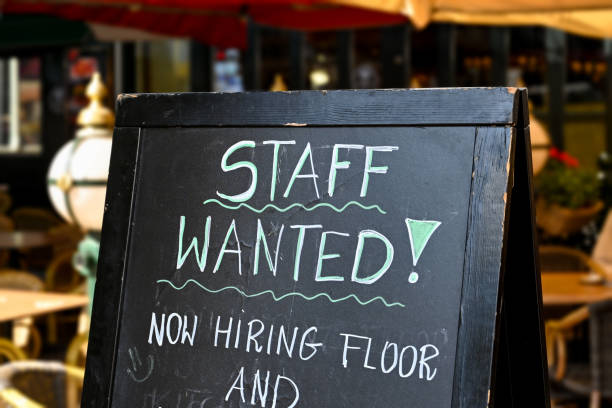 STAFF
WANTED!
NOW HIRING FLOOR
AND